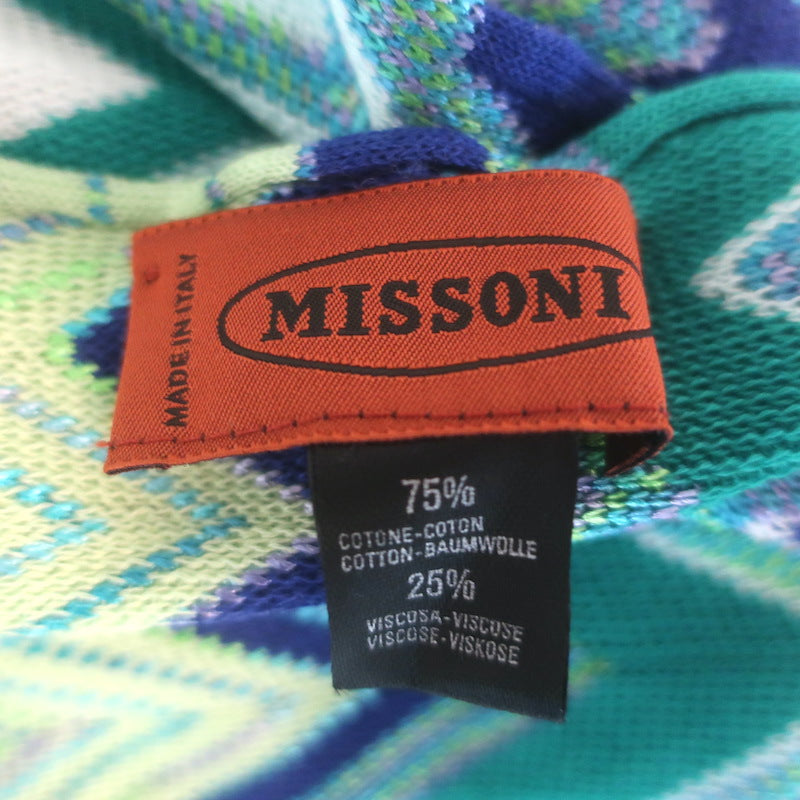 MADE IN ITALY
MISSONI
75%
COTONE-COTON
COTTON-BAUMWOLLE
25%
VISCOSA-VISCOSE
VISCOSE-VISKOSE